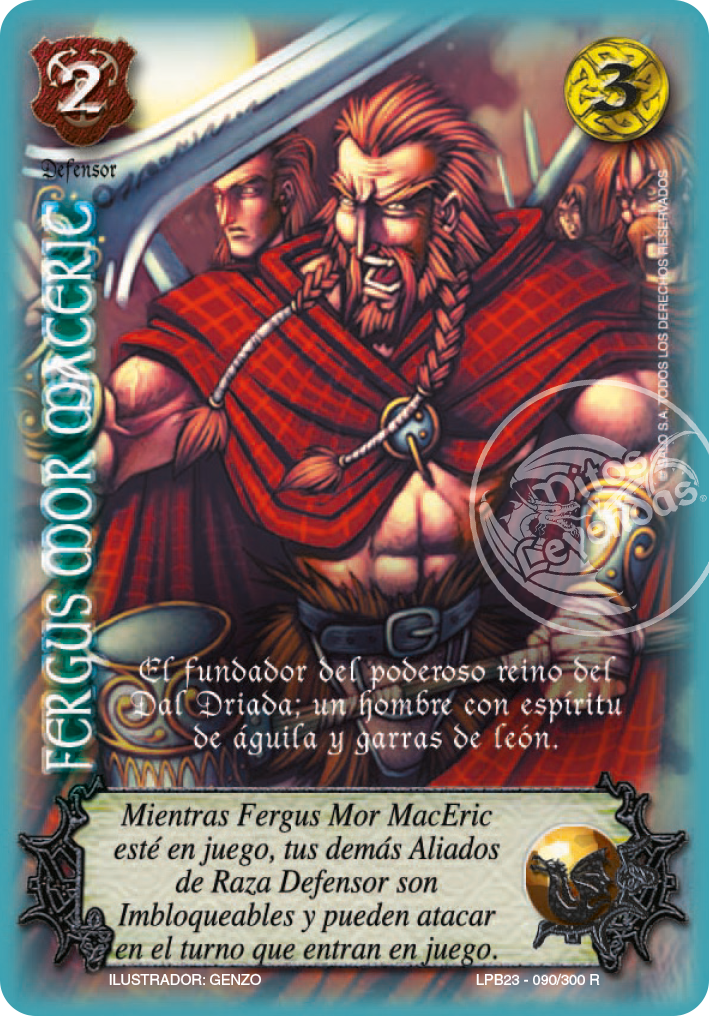 2
3
Defensor
FERGUS MOR MACERIC
TODOS LOS DERECHOS RESERVADOS
Mitos
Leyendas
El fundador del poderoso reino del
Dal Driada; un hombre con espíritu
de águila y garras de león.
Mientras Fergus Mor MacEric
esté en juego, tus demás Aliados
de Raza Defensor son
Imbloqueables y pueden atacar
en el turno que entran en juego.
ILUSTRADOR: GENZO
LPB23 - 090/300 R